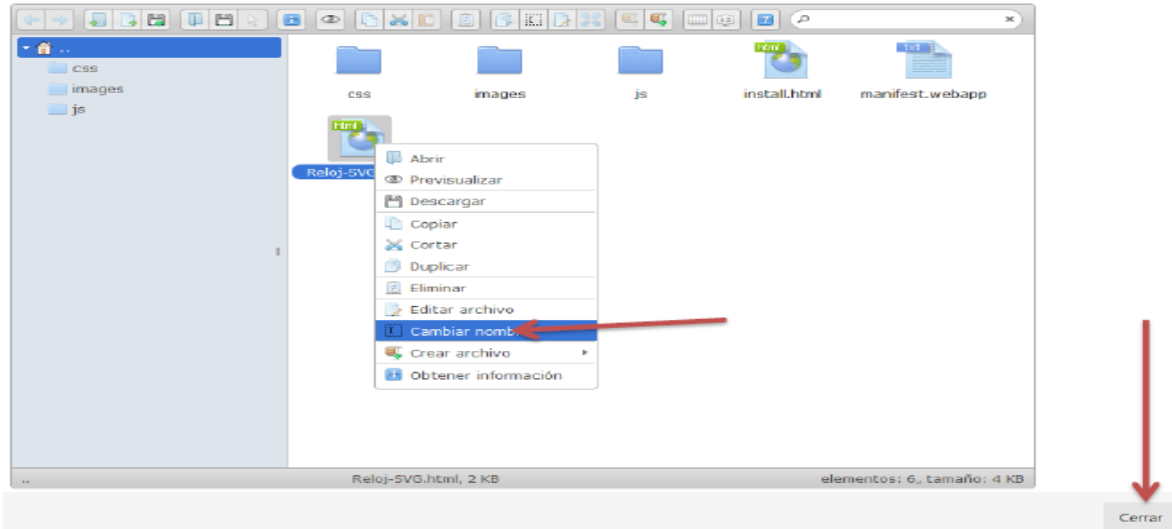 ..
css
images
js
css
images
js
html
install.html
txt
manifest.webapp
html
Reloj-SVG
Abrir
Previsualizar
Descargar
Copiar
Cortar
Duplicar
Eliminar
Editar archivo
Cambiar nomb
Crear archivo
Obtener información
..
Reloj-SVG.html, 2 KB
elementos: 6, tamaño: 4 KB
Cerrar